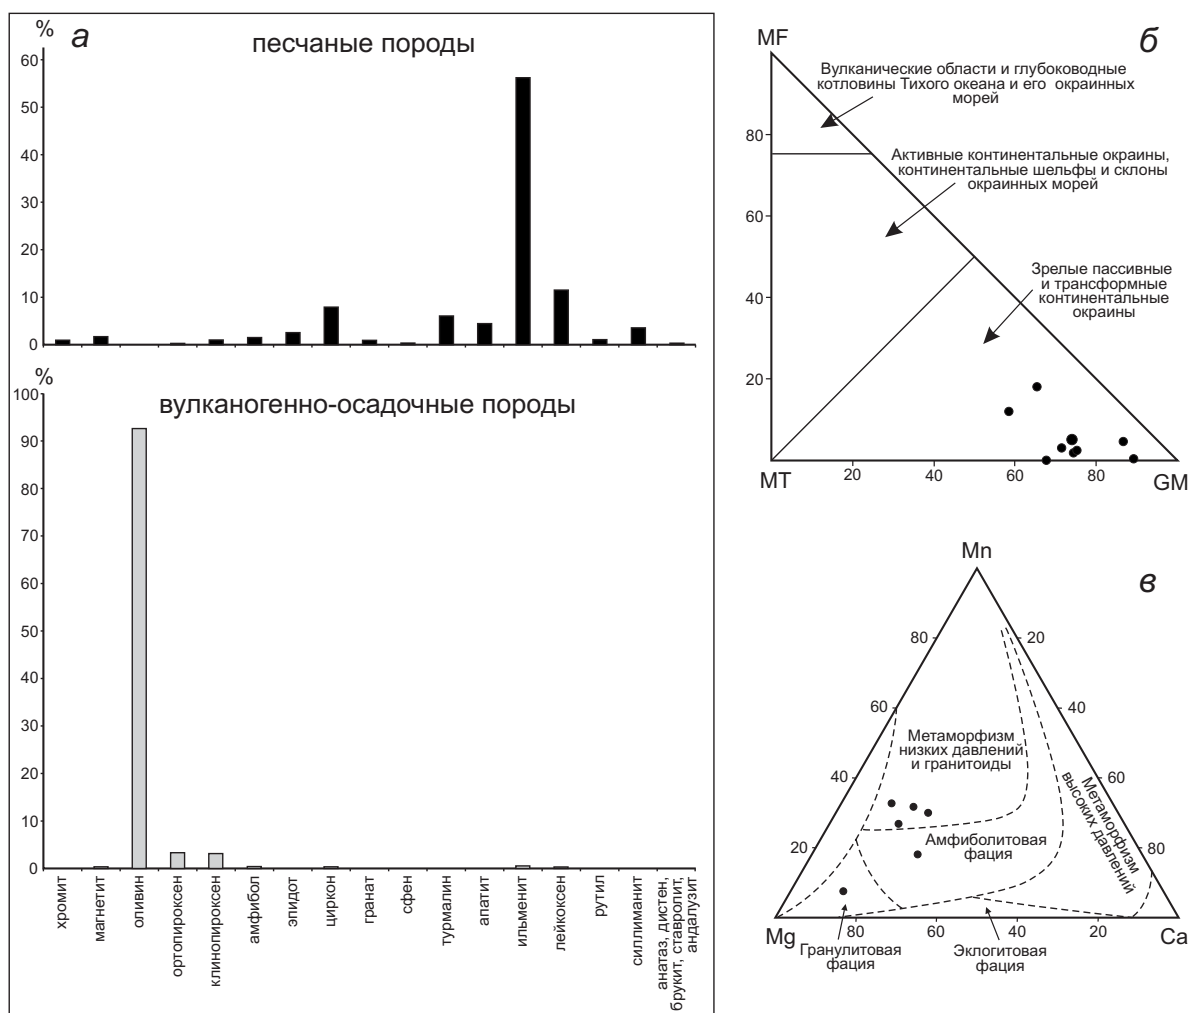 %
а
песчаные породы
60
50
40
30
20
10
0
%
вулканогенно-осадочные породы
100
90
80
70
60
50
40
30
20
10
0
хромит
магнетит
оливин
ортопироксен
клинопироксен
амфибол
эпидот
циркон
гранат
сфен
турмалин
апатит
ильменит
лейкоксен
рутил
силлиманит
анатаз, дистен,
брукит, ставролит,
андалузит
б
MF
Вулканические области и глубоководные
котловины Тихого океана и его окраинных
морей
80
Активные континентальные окраины,
континентальные шельфы и склоны
окраинных морей
60
40
Зрелые пассивные
и трансформные
континентальные
окраины
20
MT
20
40
60
80
GM
в
Mn
80
20
60
40
Метаморфизм
низких давлений
и гранитоиды
40
60
Метаморфизм
высоких давлений
20
Амфиболитовая
фация
80
Mg
80
60
40
20
Ca
Гранулитовая
фация
Эклогитовая
фация